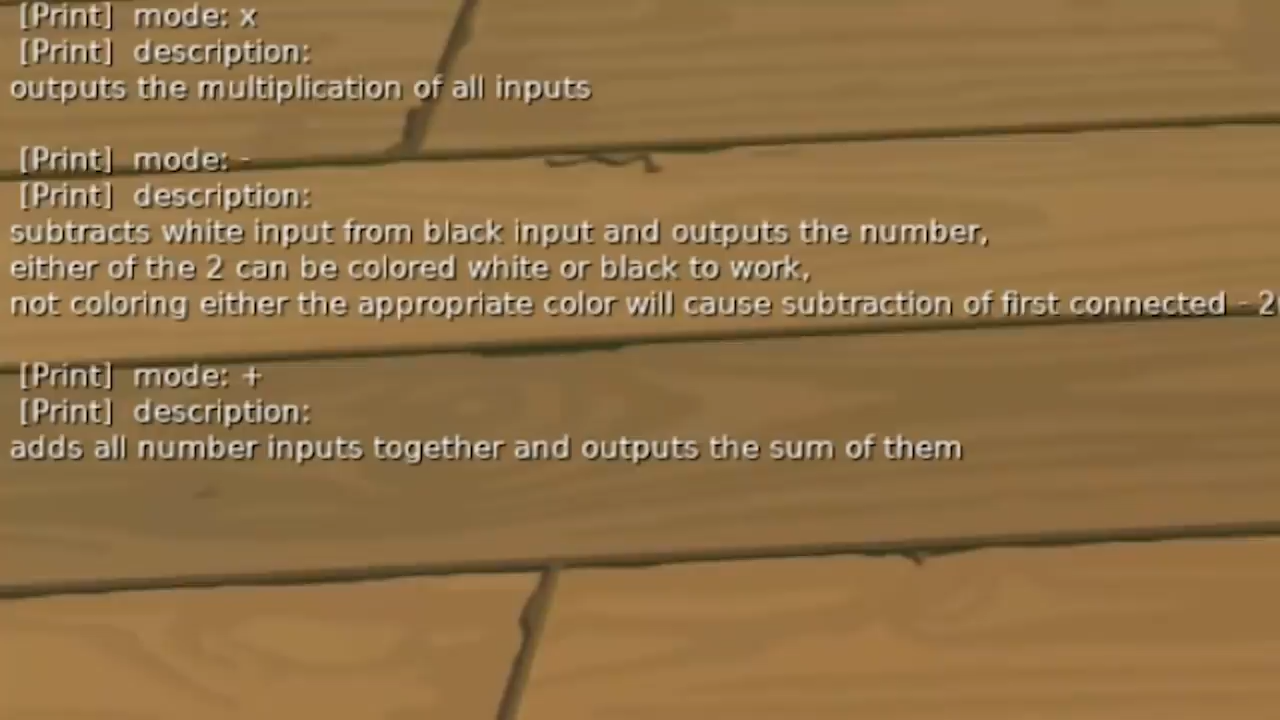 [Print] mode: x
[Print] description:
outputs the multiplication of all inputs
[Print] mode: -
[Print] description:
subtracts white input from black input and outputs the number,
either of the 2 can be colored white or black to work,
not coloring either the appropriate color will cause subtraction of first connected - 2
[Print] mode: +
[Print] description:
adds all number inputs together and outputs the sum of them